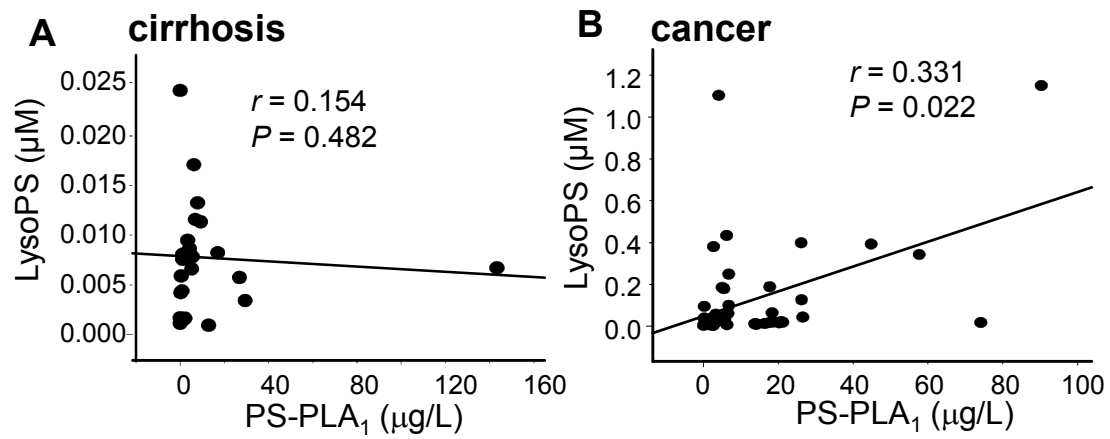 A cirrhosis
r = 0.154
P = 0.482
LysoPS (μM)
0.025
0.020
0.015
0.010
0.005
0.000
0 40 80 120 160
PS-PLA₁ (μg/L)
B cancer
r = 0.331
P = 0.022
LysoPS (μM)
1.2
1.0
0.8
0.6
0.4
0.2
0.0
0 20 40 60 80 100
PS-PLA₁ (μg/L)